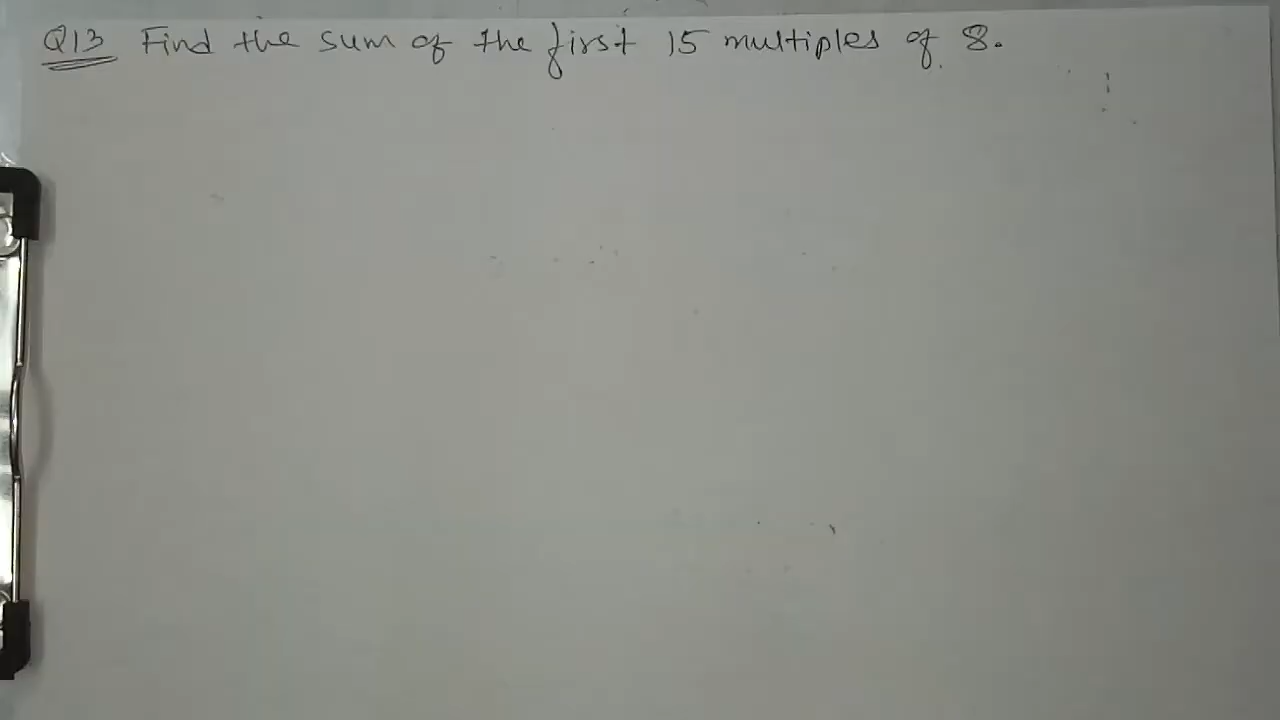 Q13 Find the sum of the first 15 multiples of 8.